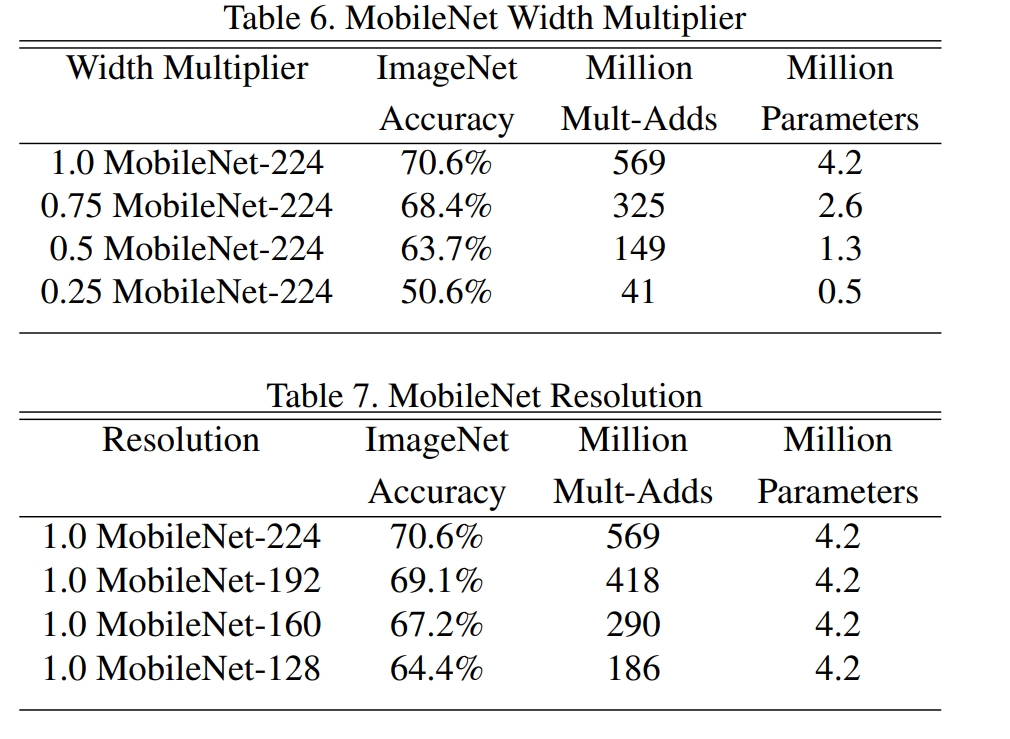 Table 6. MobileNet Width Multiplier
Width Multiplier ImageNet Million Million
Accuracy Mult-Adds Parameters
1.0 MobileNet-224 70.6% 569 4.2
0.75 MobileNet-224 68.4% 325 2.6
0.5 MobileNet-224 63.7% 149 1.3
0.25 MobileNet-224 50.6% 41 0.5
Table 7. MobileNet Resolution
Resolution ImageNet Million Million
Accuracy Mult-Adds Parameters
1.0 MobileNet-224 70.6% 569 4.2
1.0 MobileNet-192 69.1% 418 4.2
1.0 MobileNet-160 67.2% 290 4.2
1.0 MobileNet-128 64.4% 186 4.2